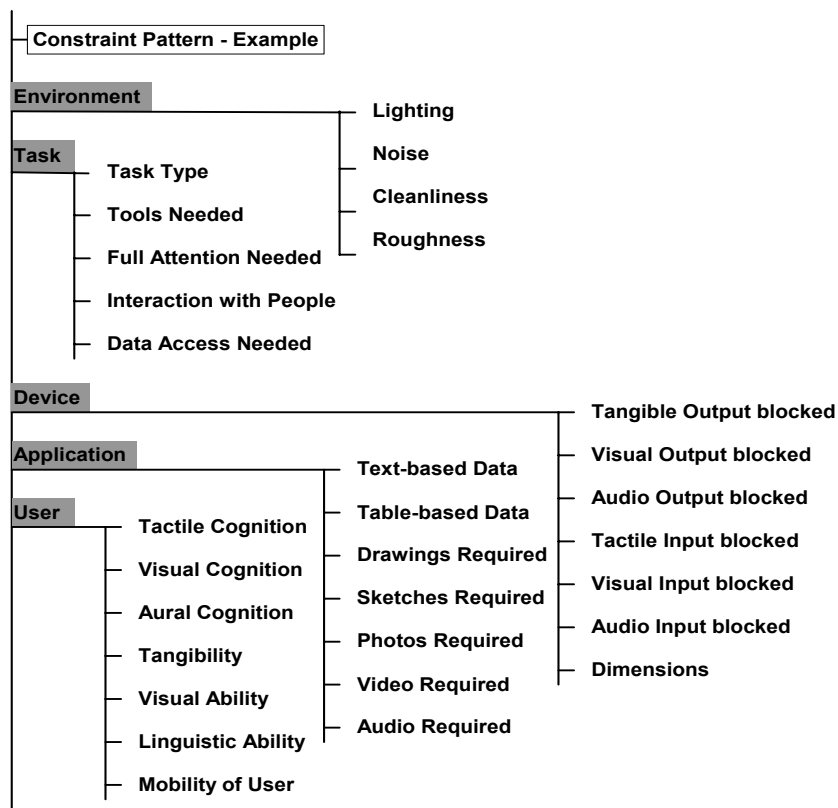 Constraint Pattern - Example
Environment
Lighting
Noise
Cleanliness
Roughness
Task
Task Type
Tools Needed
Full Attention Needed
Interaction with People
Data Access Needed
Device
Tangible Output blocked
Visual Output blocked
Audio Output blocked
Tactile Input blocked
Visual Input blocked
Audio Input blocked
Dimensions
Application
Text-based Data
Table-based Data
Drawings Required
Sketches Required
Photos Required
Video Required
Audio Required
User
Tactile Cognition
Visual Cognition
Aural Cognition
Tangibility
Visual Ability
Linguistic Ability
Mobility of User